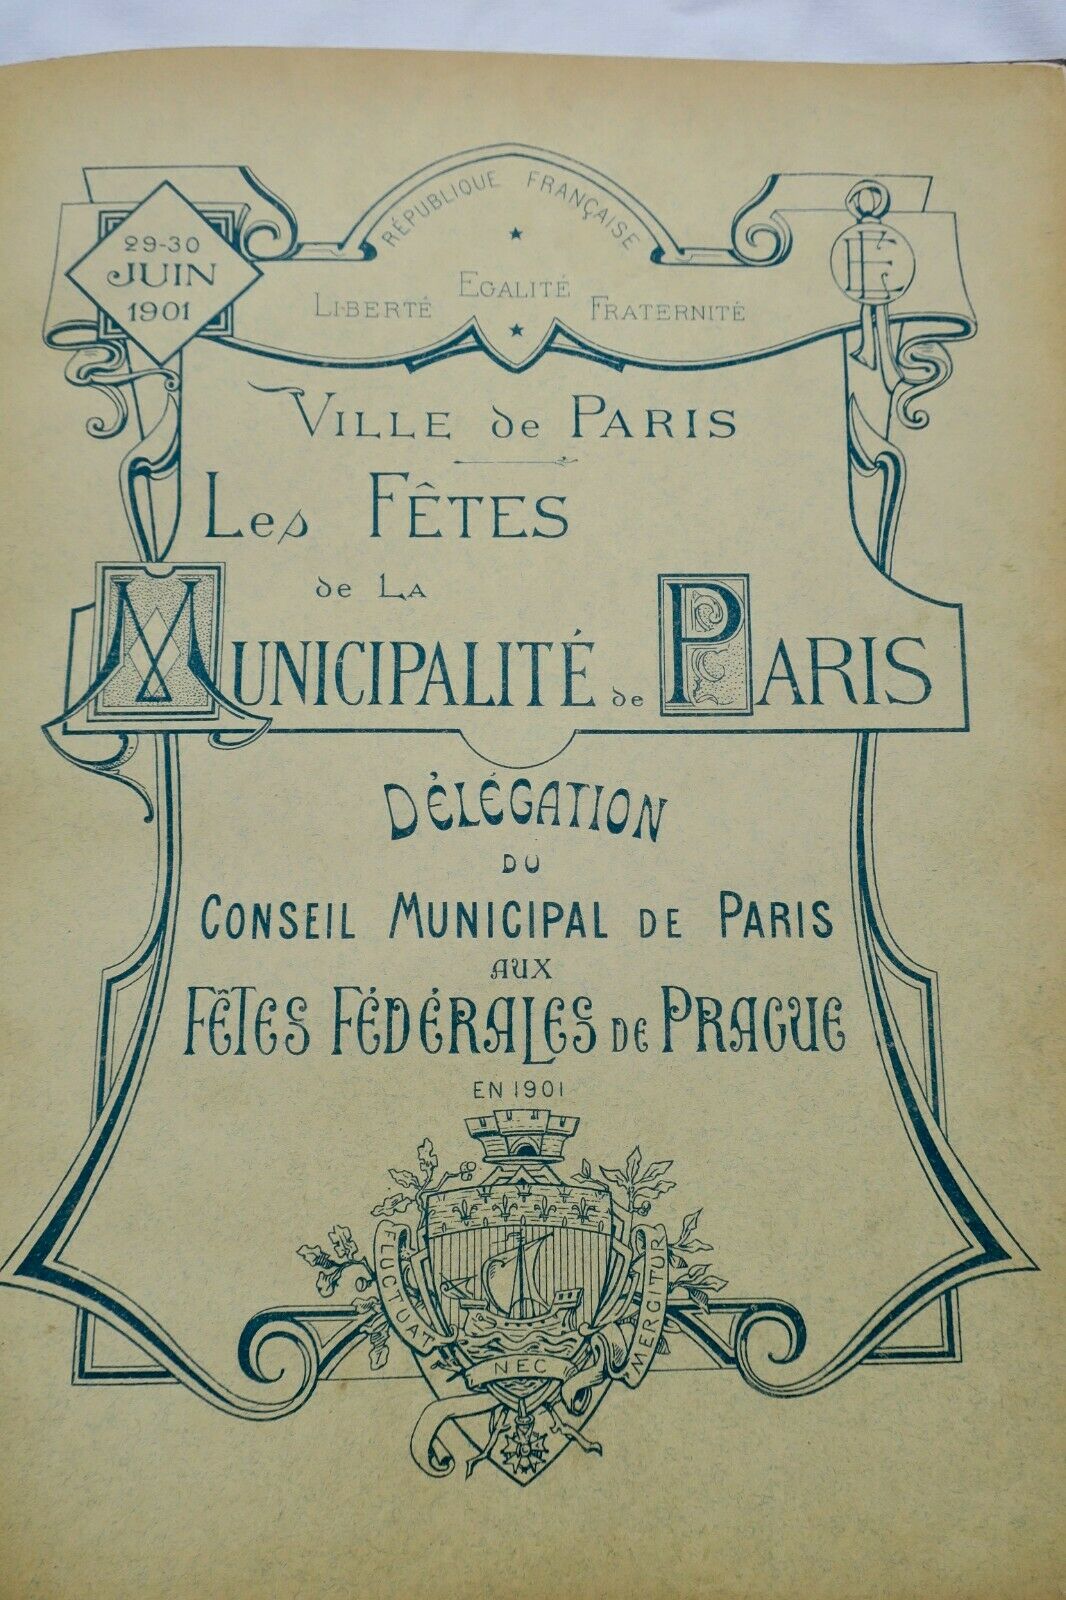 RÉPUBLIQUE FRANÇAISE
LIBERTÉ EGALITÉ FRATERNITÉ
29-30
JUIN
1901
VILLE de PARIS
Les FÊTES
de LA
MUNICIPALITÉ de PARIS
DÉLÉGATION
DU
CONSEIL MUNICIPAL DE PARIS
AUX
FÊTES FÉDÉRALES DE PRAGUE
EN 1901
FLUCTUAT
NEC
MERGITUR